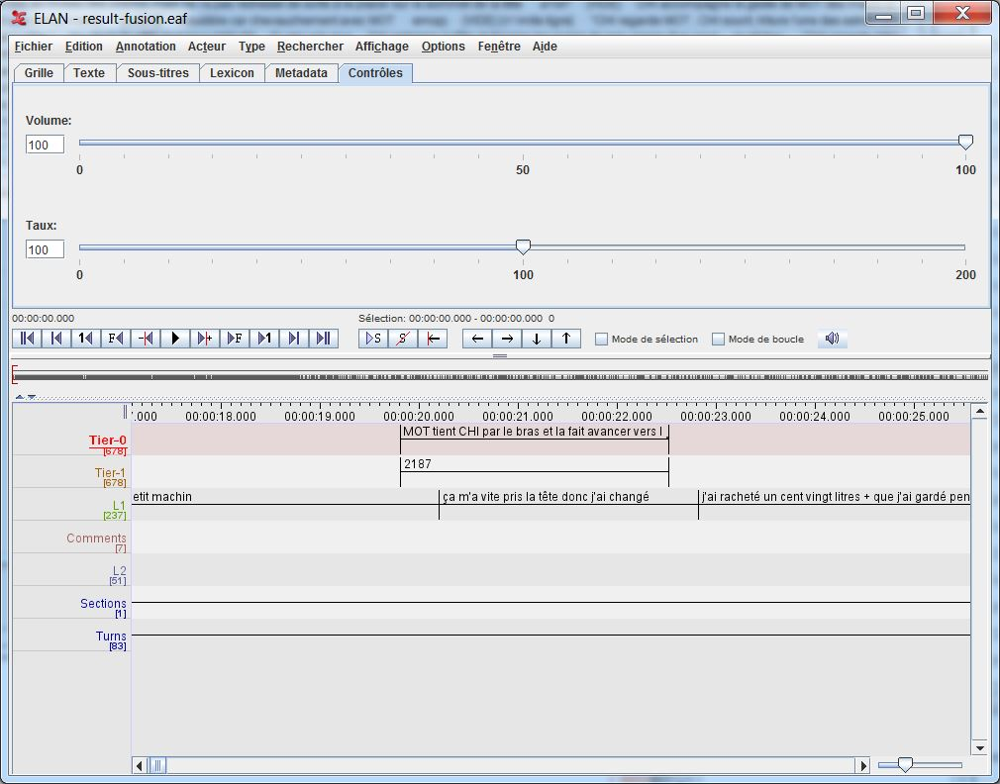 ELAN - result-fusion.eaf
Fichier Edition Annotation Acteur Type Rechercher Affichage Options Fenêtre Aide
Grille Texte Sous-titres Lexicon Metadata Contrôles
Volume:
100
0 50 100
Taux:
100
0 100 200
00:00:00.000 Sélection: 00:00:00.000 - 00:00:00.000 0
1 F F 1 S S Mode de sélection Mode de boucle
'.000 00:00:18.000 00:00:19.000 00:00:20.000 00:00:21.000 00:00:22.000 00:00:23.000 00:00:24.000 00:00:25.000
Tier-0 MOT tient CHI par le bras et la fait avancer vers l
[678]
Tier-1 2187
[678]
L1 etit machin ça m'a vite pris la tête donc j'ai changé j'ai racheté un cent vingt litres + que j'ai gardé pen
[237]
Comments
[7]
L2
[51]
Sections
[1]
Turns
[83]